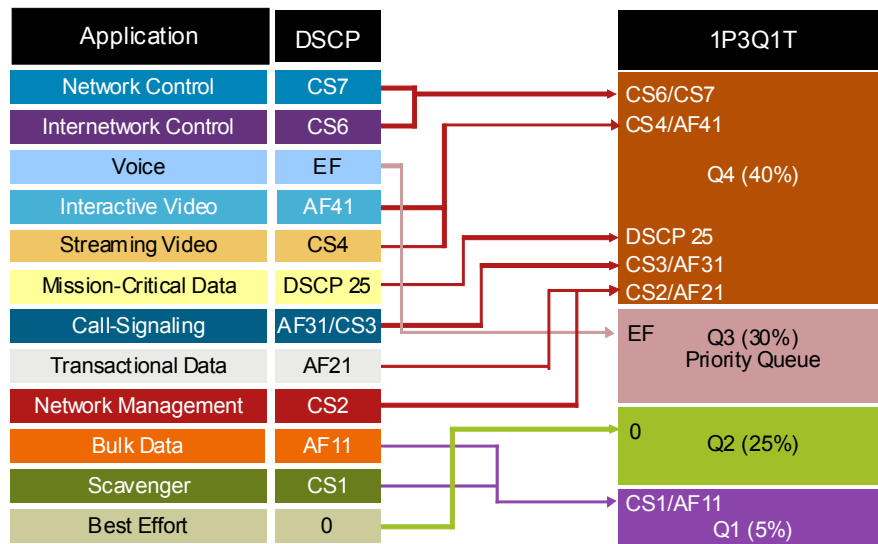 Application DSCP 1P3Q1T
Network Control CS7
CS6/CS7
Internetwork Control CS6
CS4/AF41
Voice EF
Q4 (40%)
Interactive Video AF41
Streaming Video CS4
DSCP 25
Mission-Critical Data DSCP 25
CS3/AF31
CS2/AF21
Call-Signaling AF31/CS3
EF Q3 (30%)
Priority Queue
Transactional Data AF21
Network Management CS2
0
Q2 (25%)
Bulk Data AF11
Scavenger CS1
CS1/AF11
Q1 (5%)
Best Effort 0